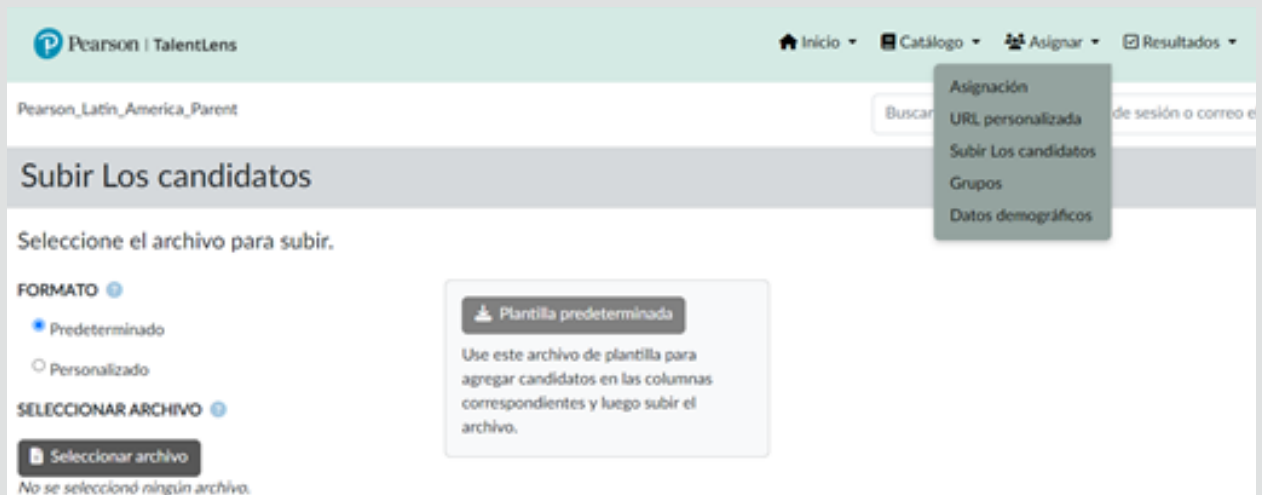 Pearson | TalentLens
Inicio
Catálogo
Asignar
Resultados
Asignación
URL personalizada
Subir Los candidatos
Grupos
Datos demográficos
Pearson_Latin_America_Parent
Buscar
de sesión o correo e
Subir Los candidatos
Seleccione el archivo para subir.
FORMATO
Predeterminado
Personalizado
SELECCIONAR ARCHIVO
Seleccionar archivo
No se seleccionó ningún archivo.
Plantilla predeterminada
Use este archivo de plantilla para
agregar candidatos en las columnas
correspondientes y luego subir el
archivo.